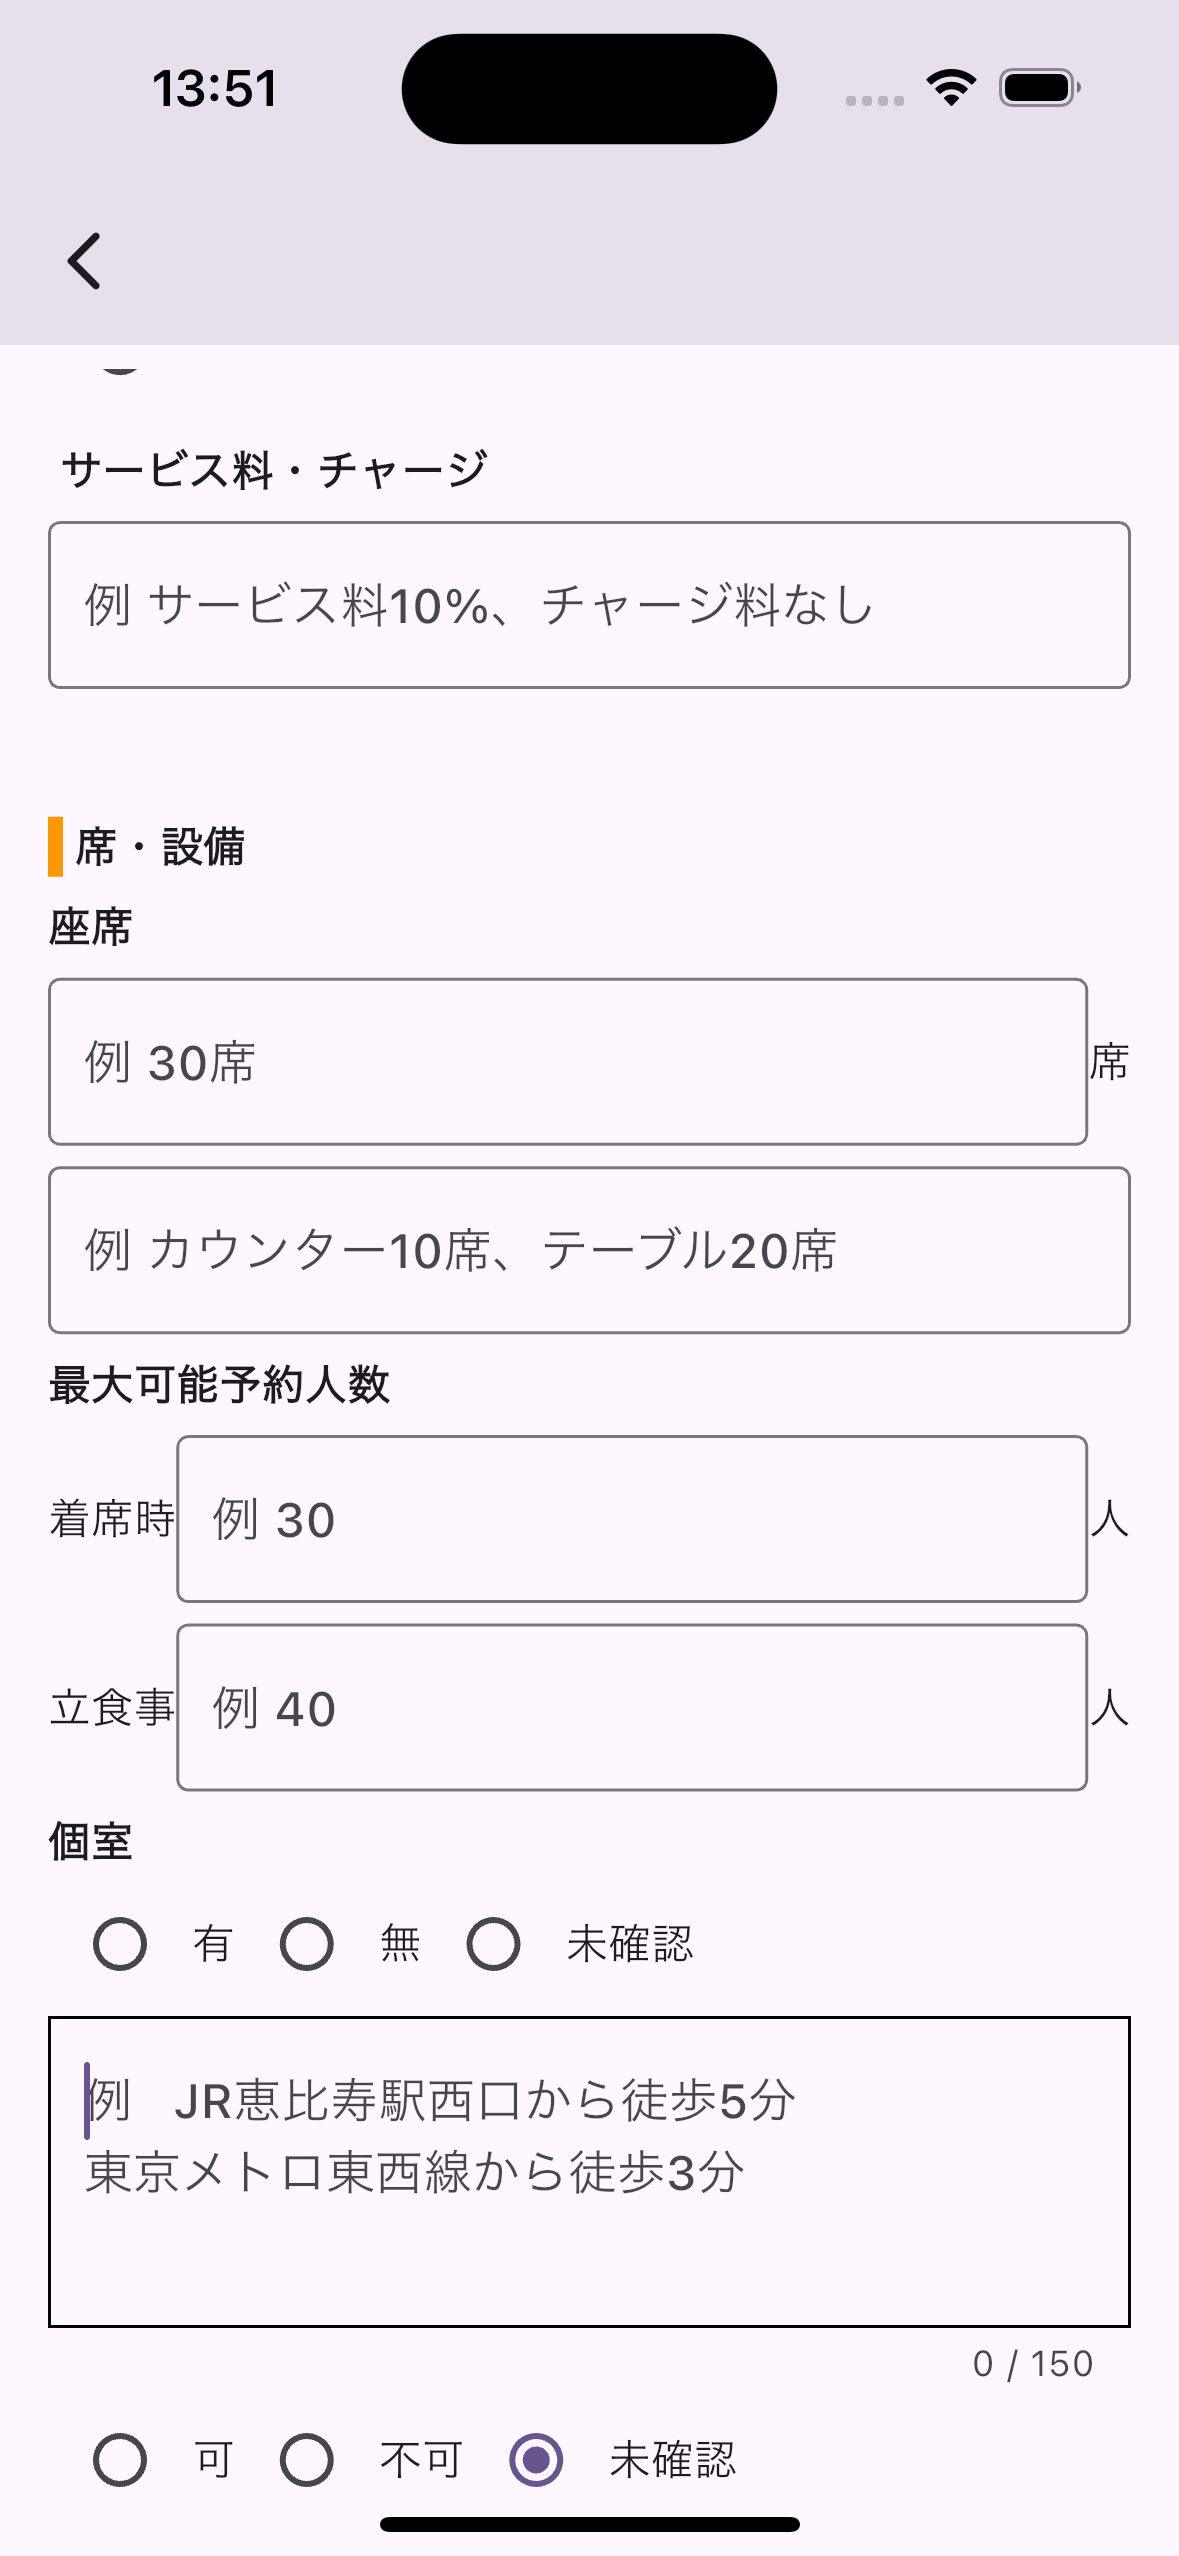 13:51
サービス料・チャージ
例 サービス料10%、チャージ料なし
席・設備
座席
例 30席
席
例 カウンター10席、テーブル20席
最大可能予約人数
着席時
例 30
人
立食事
例 40
人
個室
有 無 未確認
例　JR恵比寿駅西口から徒歩5分
東京メトロ東西線から徒歩3分
0 / 150
可 不可 未確認